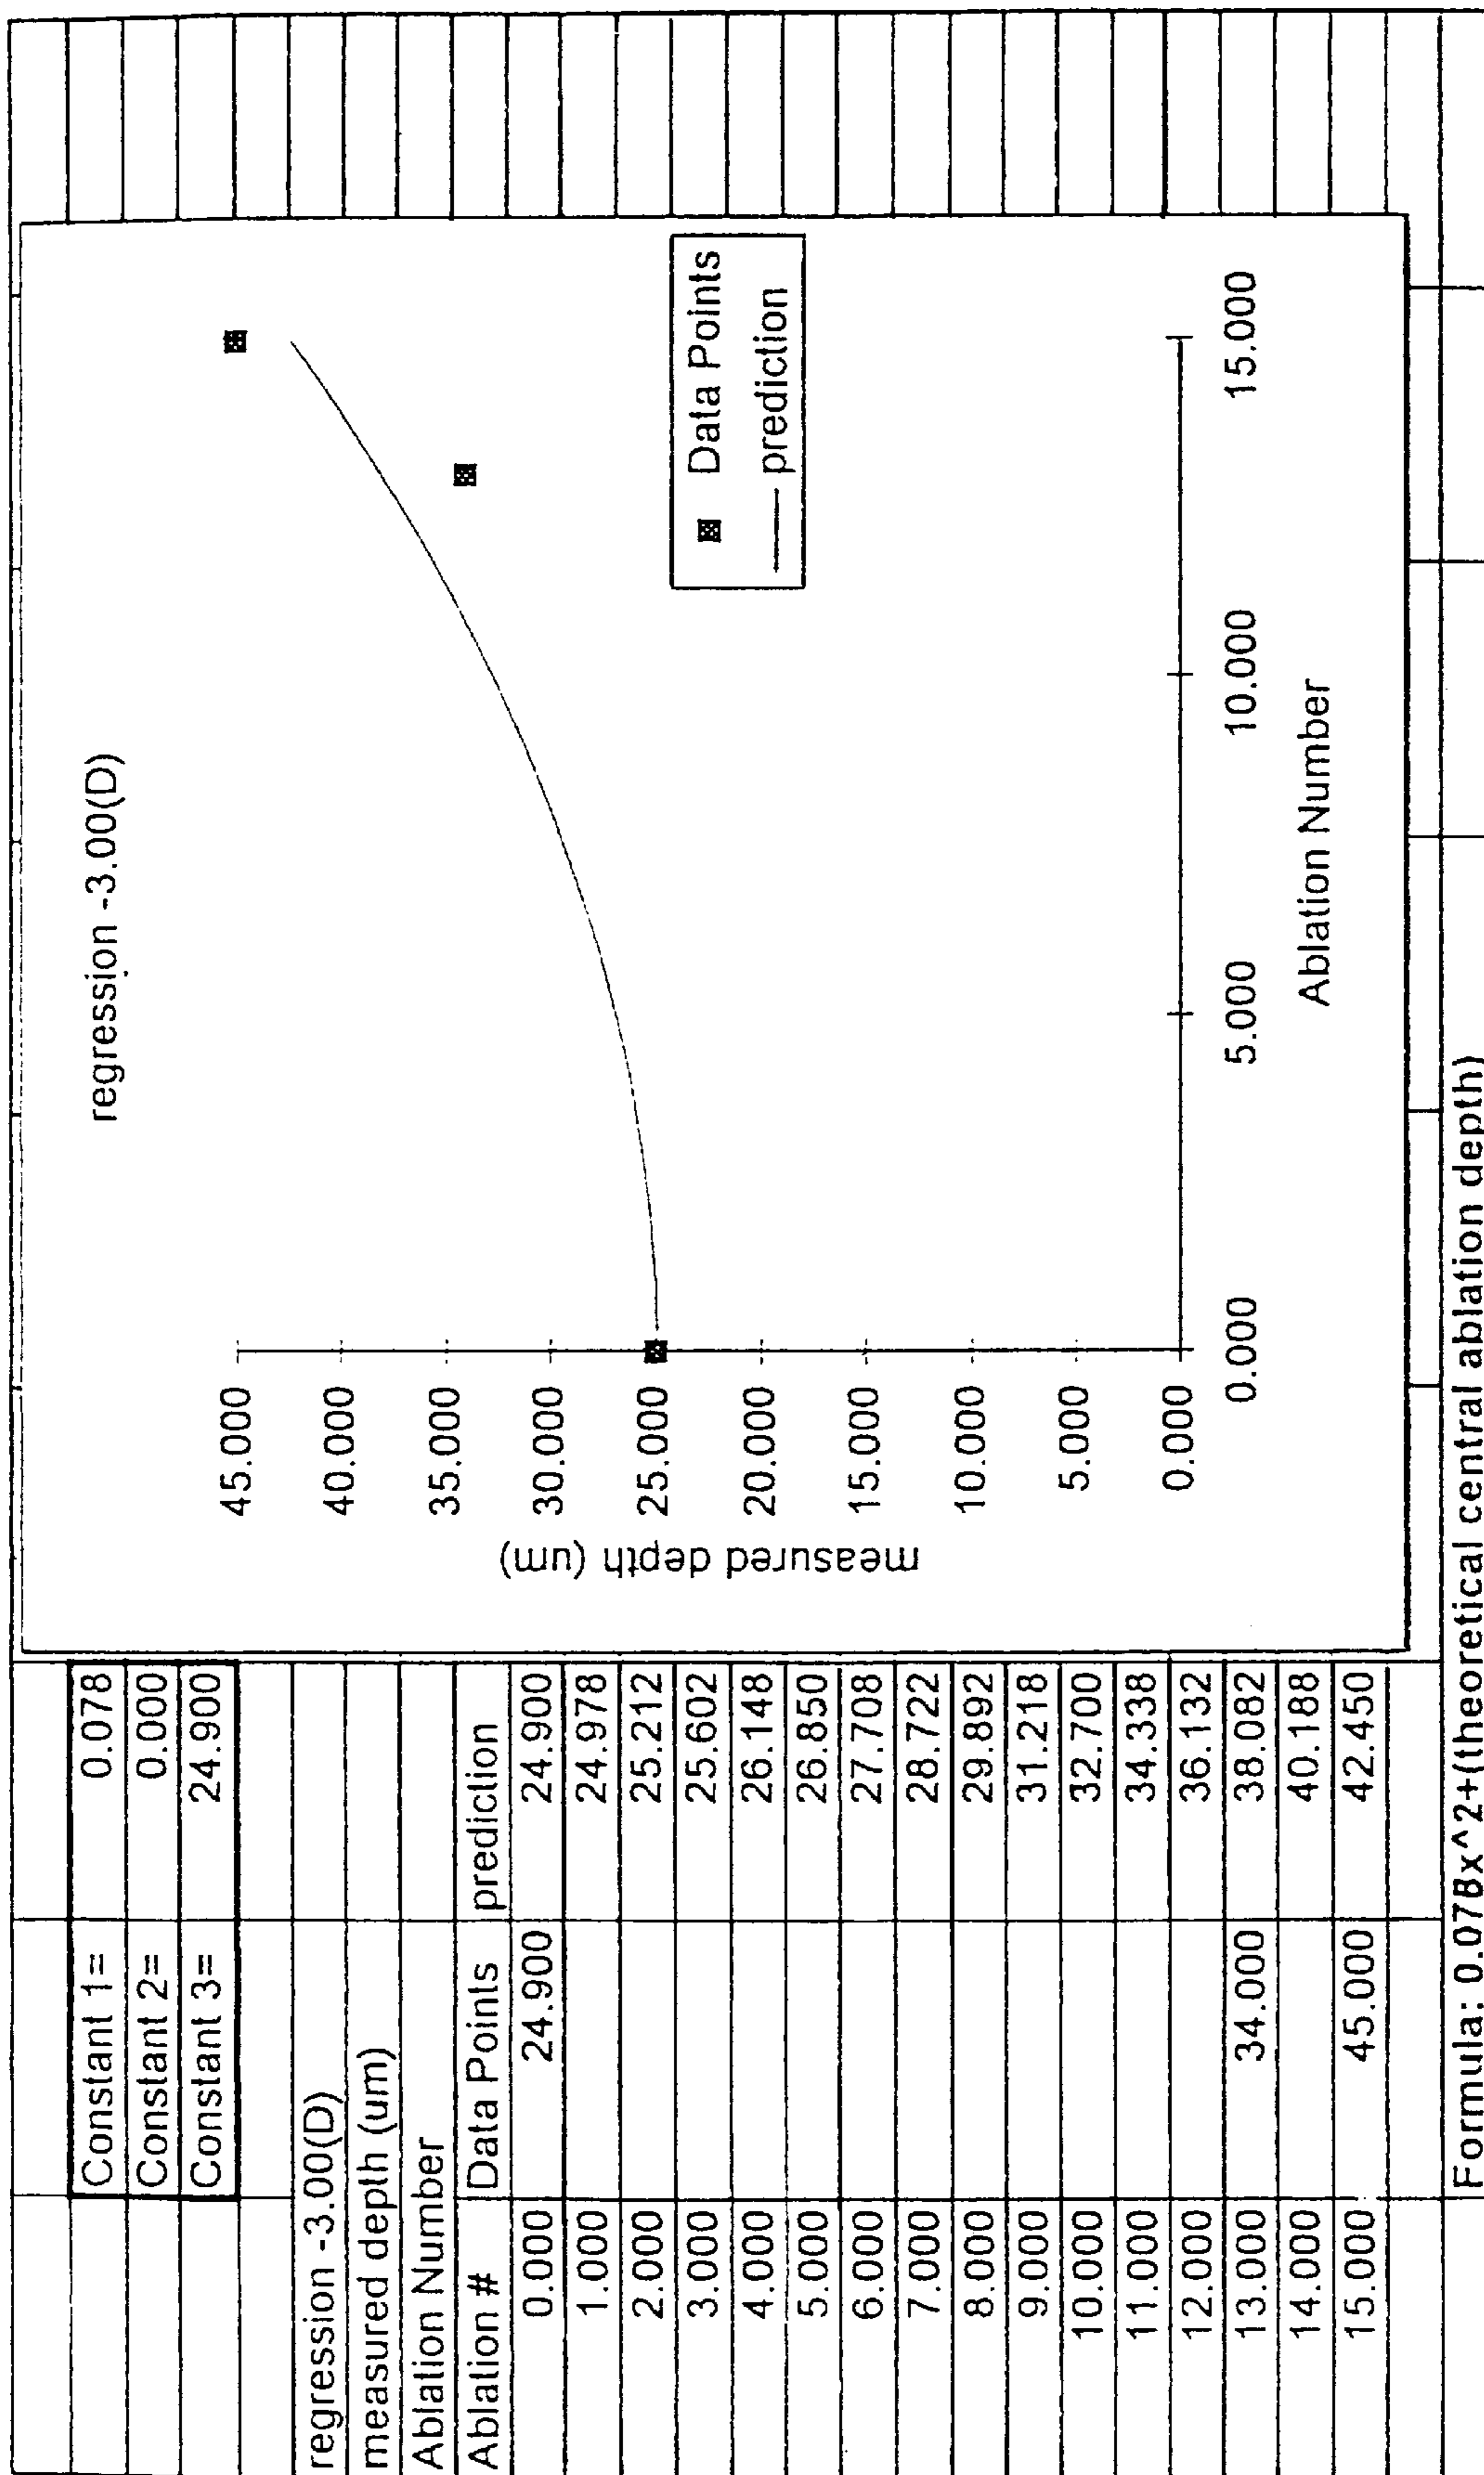 Constant 1= 0.078
Constant 2= 0.000
Constant 3= 24.900
regression -3.00(D)
measured depth (um)
Ablation Number
Ablation # Data Points prediction
0.000 24.900 24.900
1.000 24.978
2.000 25.212
3.000 25.602
4.000 26.148
5.000 26.850
6.000 27.708
7.000 28.722
8.000 29.892
9.000 31.218
10.000 32.700
11.000 34.338
12.000 36.132
13.000 34.000 38.082
14.000 40.188
15.000 45.000 42.450
regression -3.00(D)
measured depth (um)
45.000
40.000
35.000
30.000
25.000
20.000
15.000
10.000
5.000
0.000
Data Points
prediction
0.000 5.000 10.000 15.000
Ablation Number
Formula: 0.078x^2+(theoretical central ablation depth)